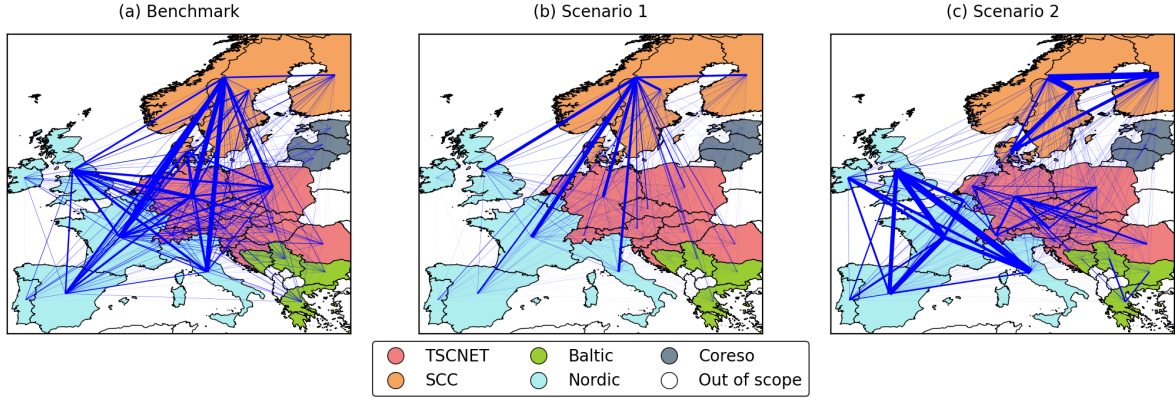 (a) Benchmark (b) Scenario 1 (c) Scenario 2
TSCNET Baltic Coreso
SCC Nordic Out of scope